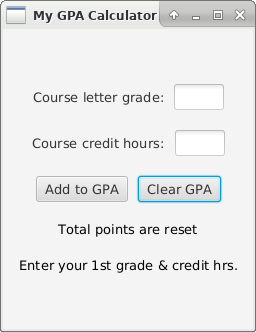 My GPA Calculator
Course letter grade:
Course credit hours:
Add to GPA Clear GPA
Total points are reset
Enter your 1st grade & credit hrs.